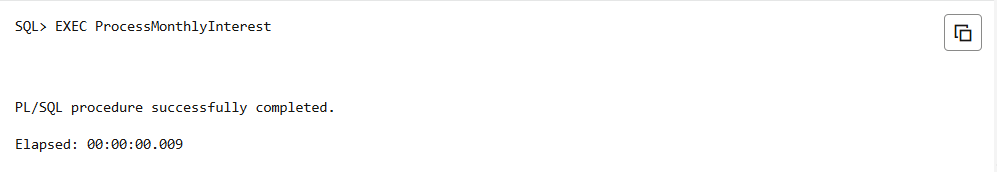 SQL> EXEC ProcessMonthlyInterest
PL/SQL procedure successfully completed.
Elapsed: 00:00:00.009